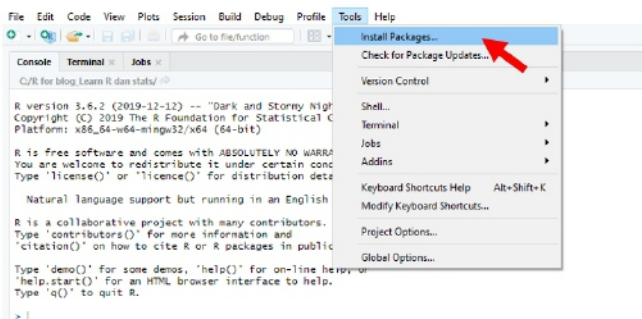 File Edit Code View Plots Session Build Debug Profile Tools Help
Go to file/function
Install Packages...
Check for Package Updates...
Version Control
Shell...
Terminal
Jobs
Addins
Keyboard Shortcuts Help Alt+Shift+K
Modify Keyboard Shortcuts...
Project Options...
Global Options...
Console Terminal Jobs
C:/R for blog_Learn R dan stats/
R version 3.6.2 (2019-12-12) -- "Dark and Stormy Nigh
Copyright (C) 2019 The R Foundation for Statistical C
Platform: x86_64-w64-mingw32/x64 (64-bit)
R is free software and comes with ABSOLUTELY NO WARRA
You are welcome to redistribute it under certain cond
Type 'license()' or 'licence()' for distribution deta
Natural language support but running in an English
R is a collaborative project with many contributors.
Type 'contributors()' for more information and
'citation()' on how to cite R or R packages in public
Type 'demo()' for some demos, 'help()' for on-line help, or
'help.start()' for an HTML browser interface to help.
Type 'q()' to quit R.
>